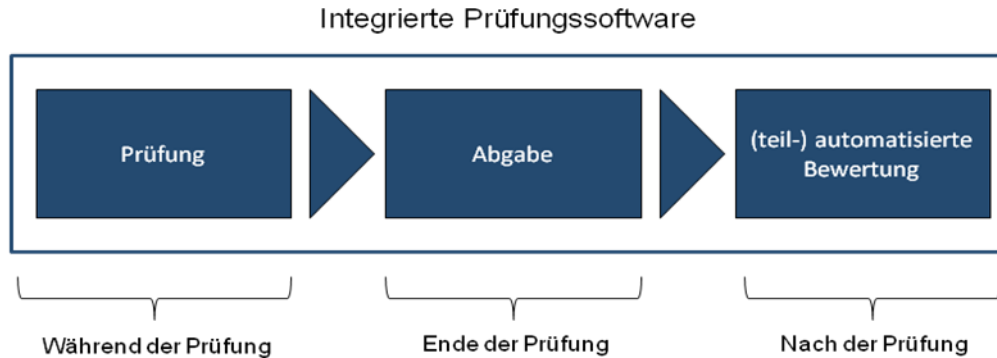 Integrierte Prüfungssoftware
Prüfung
Abgabe
(teil-) automatisierte
Bewertung
Während der Prüfung
Ende der Prüfung
Nach der Prüfung